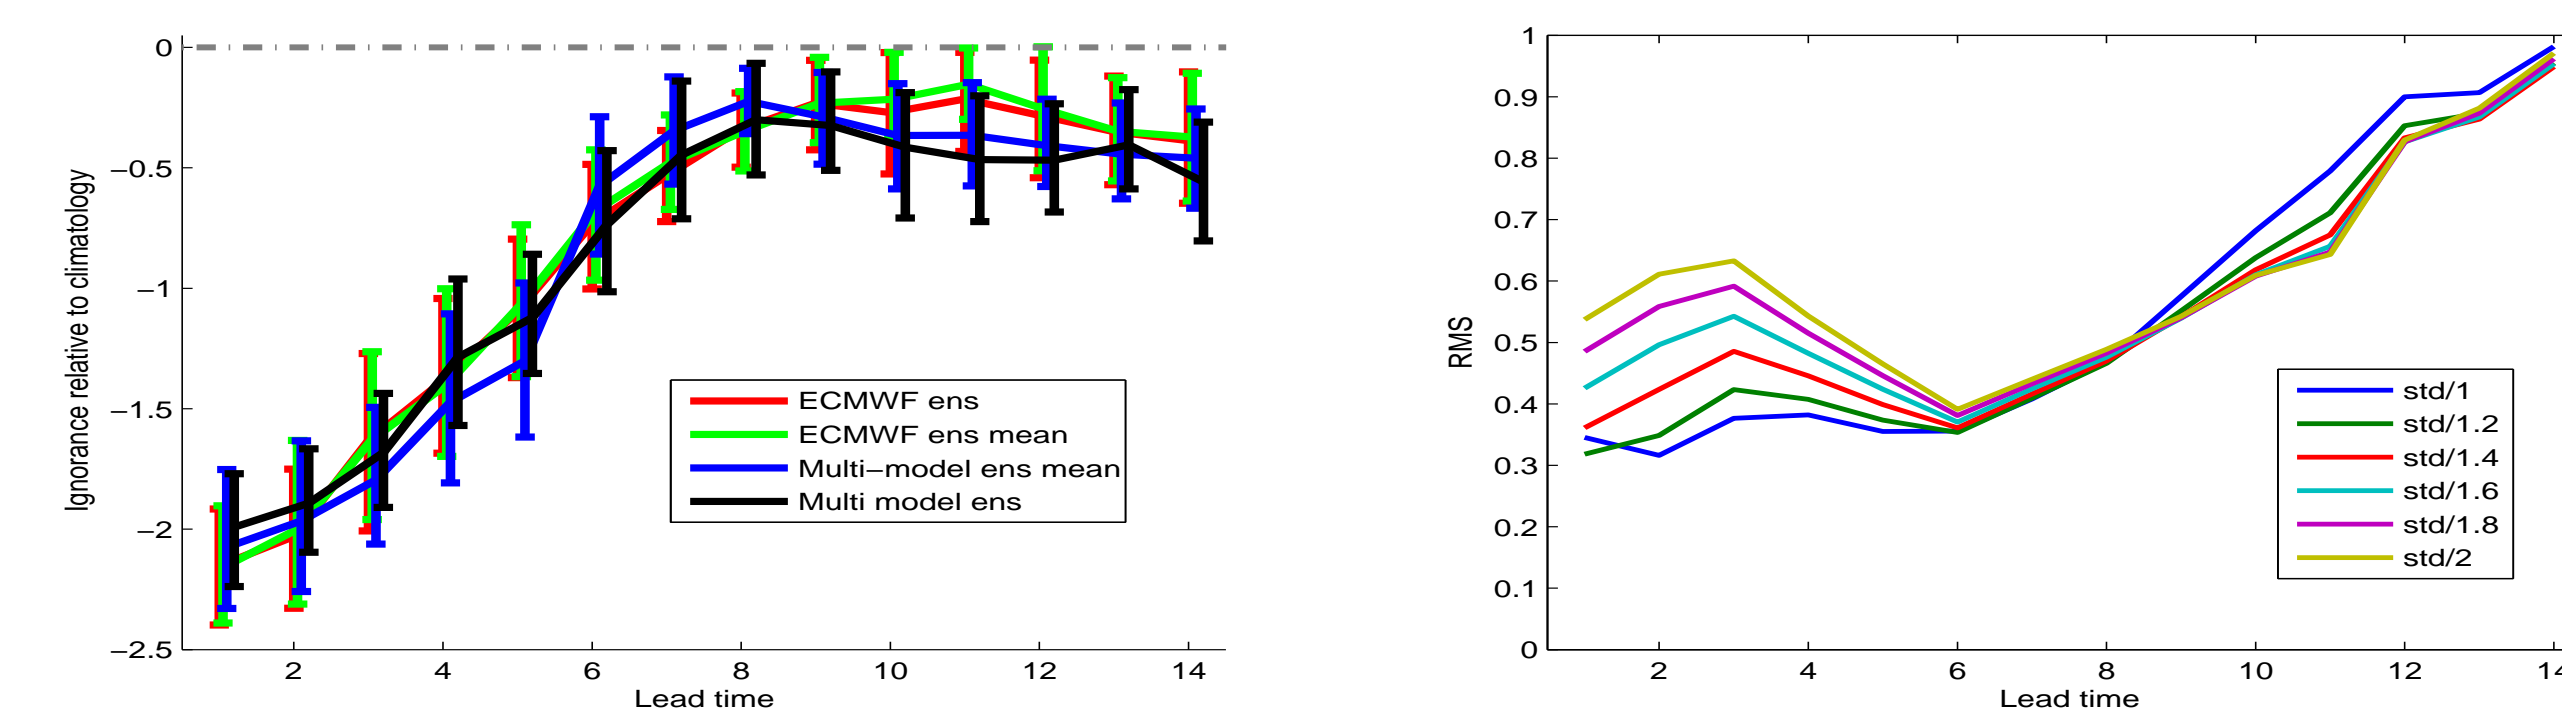 0
−0.5
−1
−1.5
−2
−2.5
Ignorance relative to climatology
2 4 6 8 10 12 14
Lead time
ECMWF ens
ECMWF ens mean
Multi−model ens mean
Multi model ens
1
0.9
0.8
0.7
0.6
0.5
0.4
0.3
0.2
0.1
0
RMS
2 4 6 8 10 12 14
Lead time
std/1
std/1.2
std/1.4
std/1.6
std/1.8
std/2